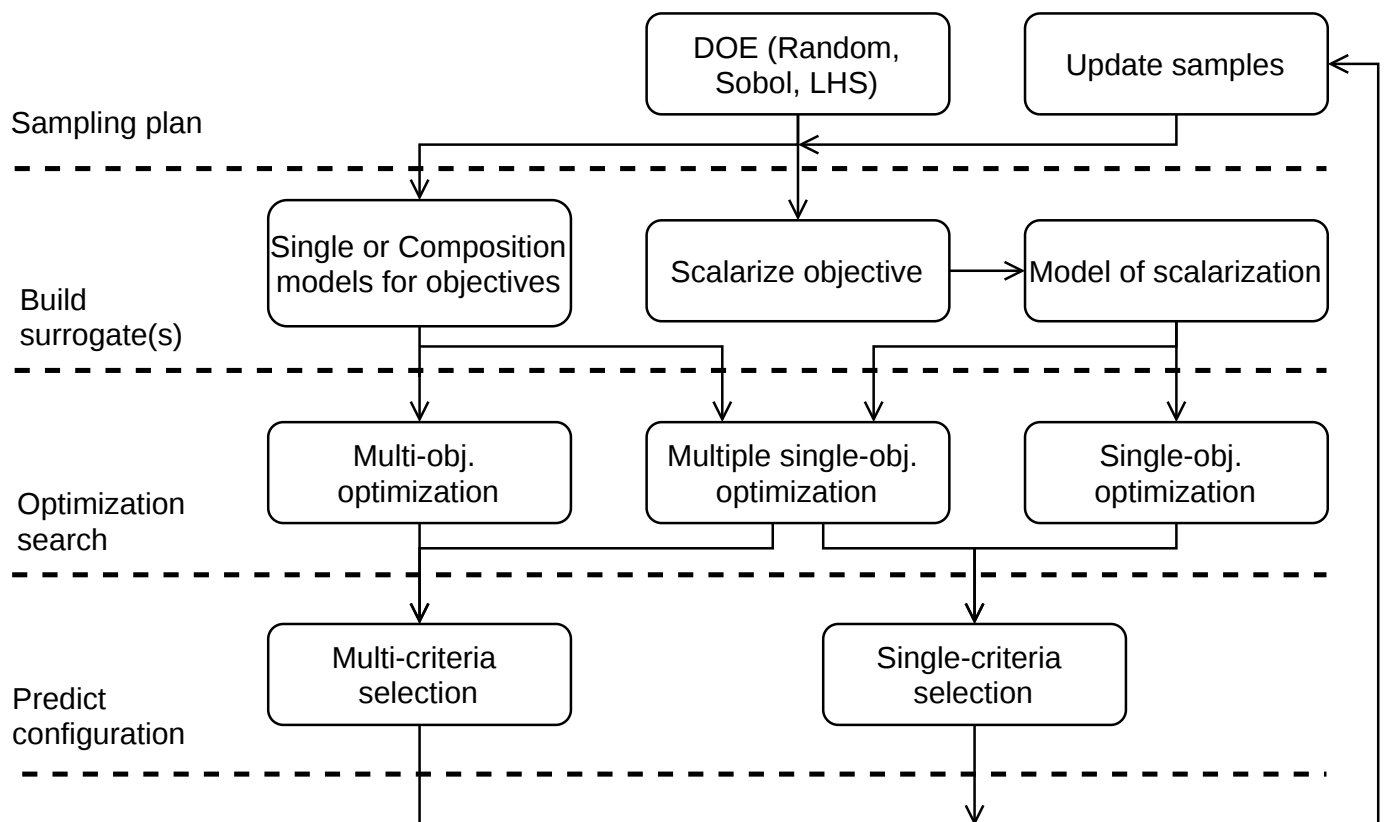 DOE (Random,
Sobol, LHS)
Update samples
Sampling plan
Single or Composition
models for objectives
Scalarize objective
Model of scalarization
Build
surrogate(s)
Multi-obj.
optimization
Multiple single-obj.
optimization
Single-obj.
optimization
Optimization
search
Multi-criteria
selection
Single-criteria
selection
Predict
configuration